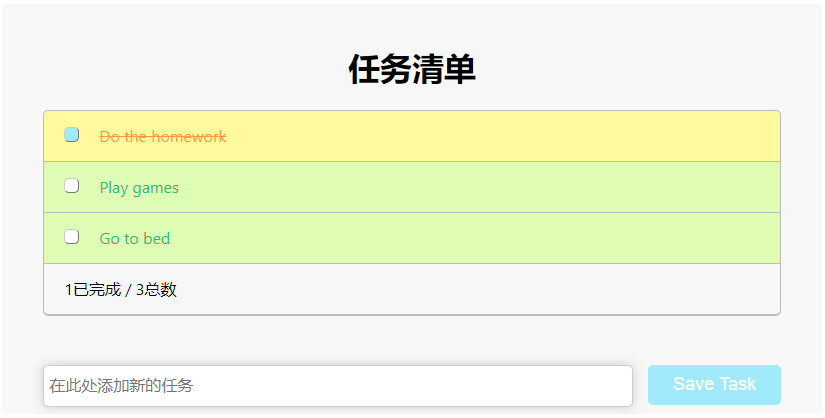 任务清单
Do the homework
Play games
Go to bed
1已完成 / 3总数
在此处添加新的任务
Save Task